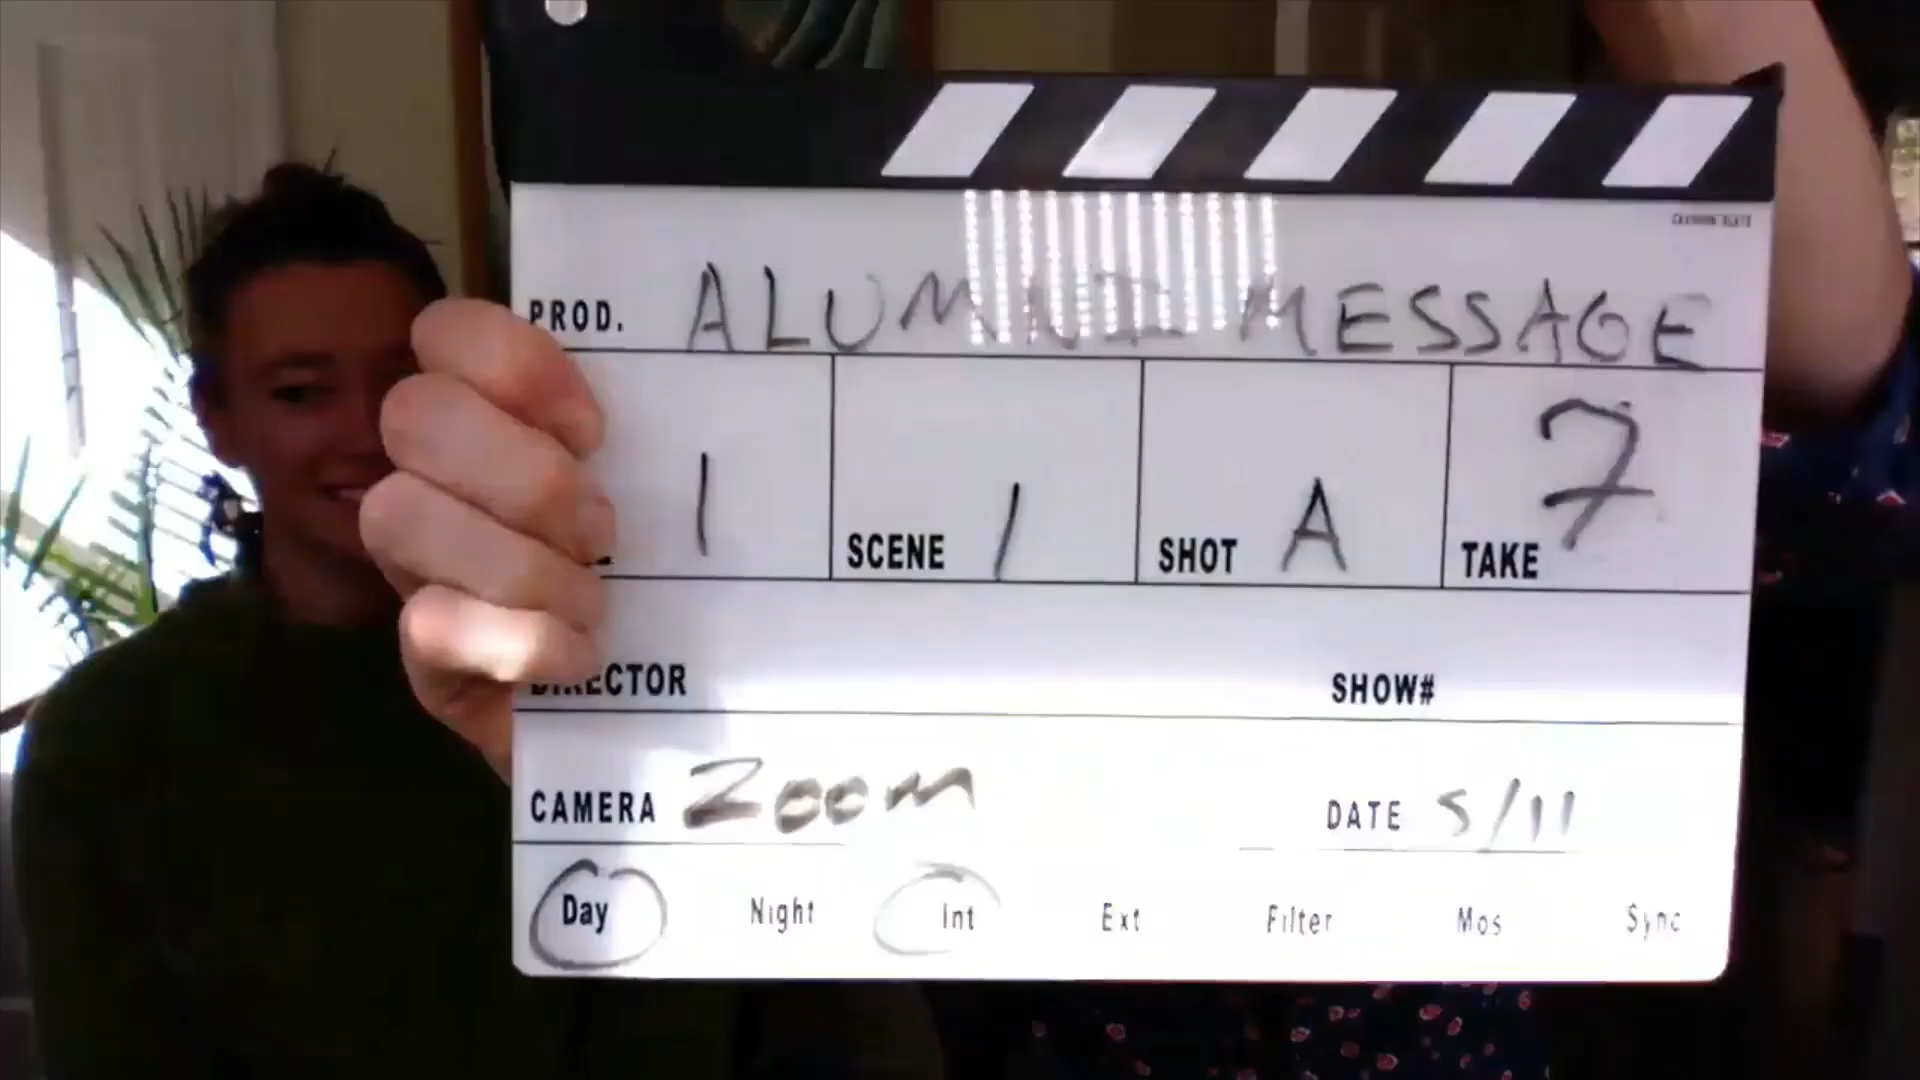 PROD. ALUMNI MESSAGE
1 SCENE 1 SHOT A TAKE 7
DIRECTOR SHOW#
CAMERA ZOOM DATE 5/11
Day Night Int Ext Filter Mos Sync